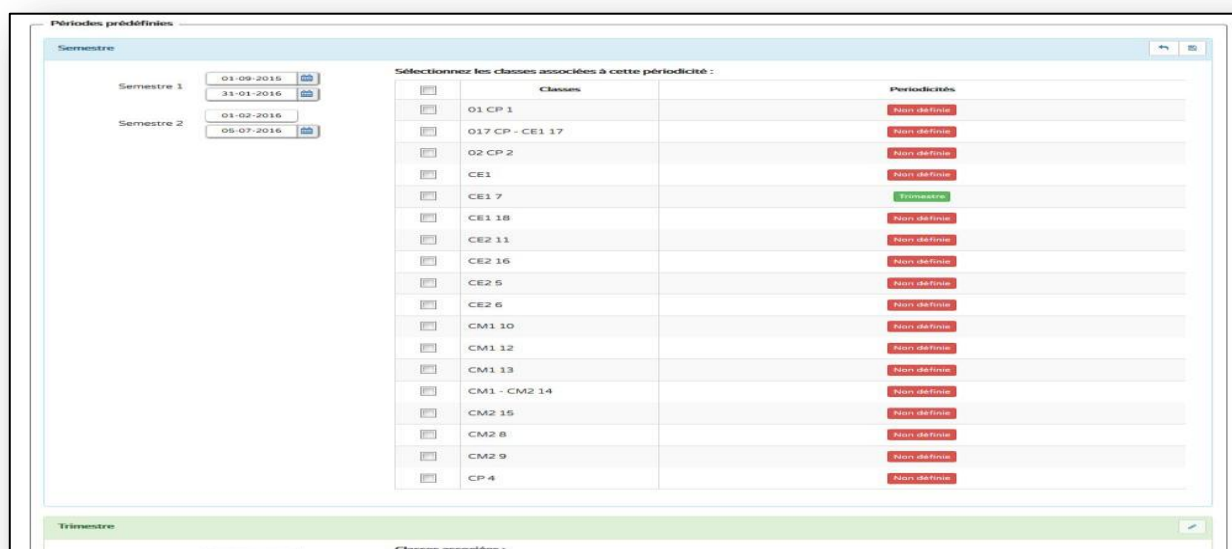 Périodes prédéfinies
Semestre
Semestre 1
01-09-2015
31-01-2016
Semestre 2
01-02-2016
05-07-2016
Sélectionnez les classes associées à cette périodicité :
Classes Periodicités
01 CP 1 Non définie
017 CP - CE1 17 Non définie
02 CP 2 Non définie
CE1 Non définie
CE1 7 Trimestre
CE1 18 Non définie
CE2 11 Non définie
CE2 16 Non définie
CE2 5 Non définie
CE2 6 Non définie
CM1 10 Non définie
CM1 12 Non définie
CM1 13 Non définie
CM1 - CM2 14 Non définie
CM2 15 Non définie
CM2 8 Non définie
CM2 9 Non définie
CP 4 Non définie
Trimestre
Classes associées :